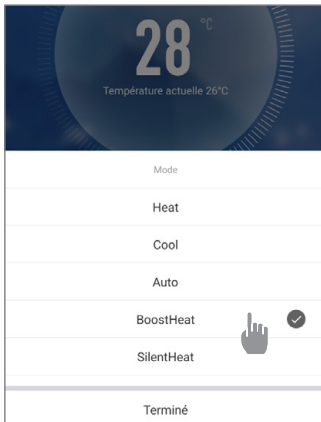 28 °C
Température actuelle 26°C
Mode
Heat
Cool
Auto
BoostHeat
SilentHeat
Terminé